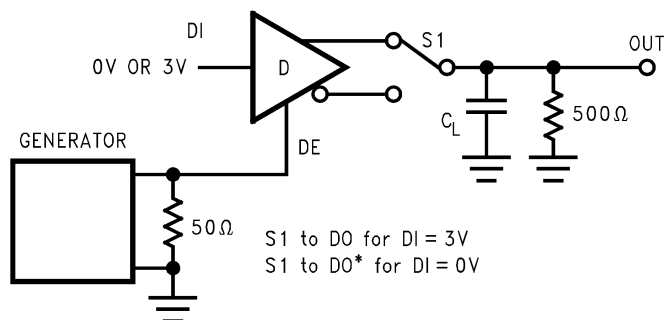 DI
S1
OUT
0V OR 3V
D
CL
500Ω
GENERATOR
DE
50Ω
S1 to DO for DI = 3V
S1 to DO* for DI = 0V